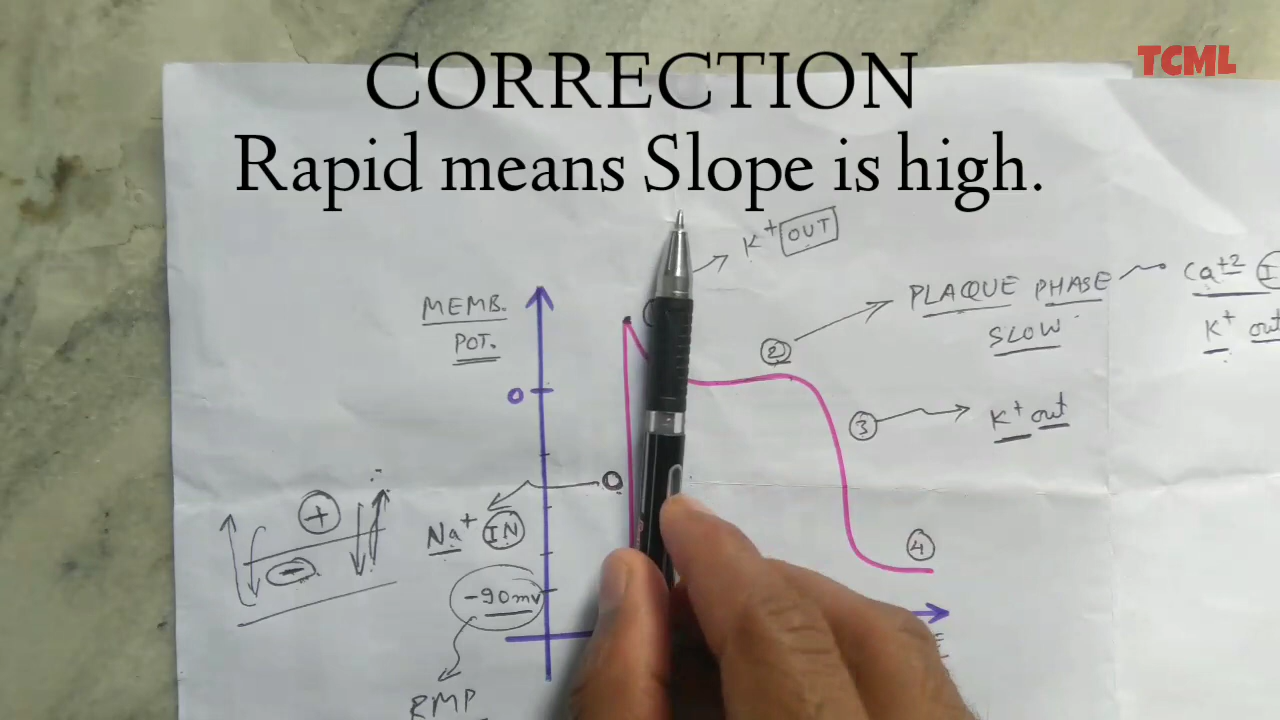 CORRECTION
TCML
Rapid means Slope is high.
K+ OUT
MEMB.
POT.
PLAQUE PHASE
SLOW
Ca+2
K+ out
0
2
3
K+ out
0
Na+ IN
+
-
4
-90mv
RMP